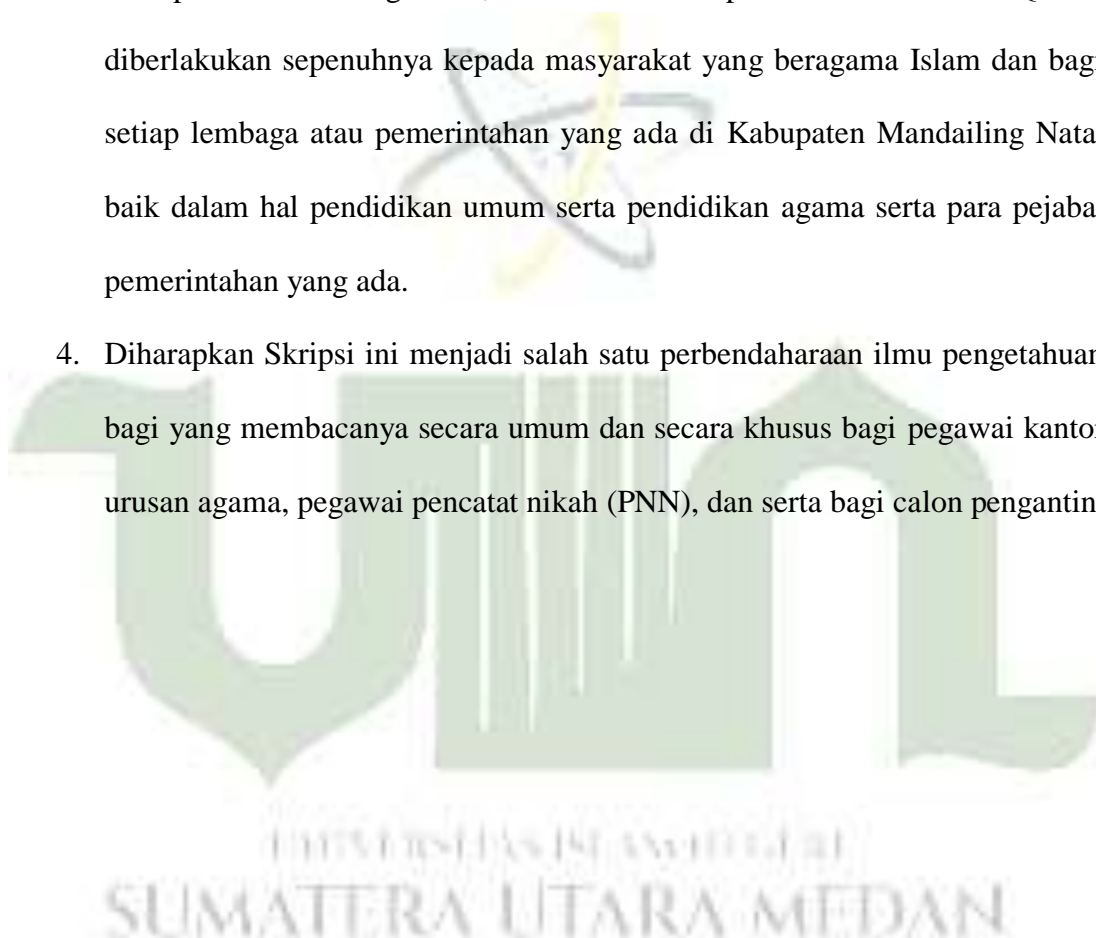 diberlakukan sepenuhnya kepada masyarakat yang beragama Islam dan bagi
setiap lembaga atau pemerintahan yang ada di Kabupaten Mandailing Nata
baik dalam hal pendidikan umum serta pendidikan agama serta para pejaba
pemerintahan yang ada.
4. Diharapkan Skripsi ini menjadi salah satu perbendaharaan ilmu pengetahuan
bagi yang membacanya secara umum dan secara khusus bagi pegawai kantor
urusan agama, pegawai pencatat nikah (PNN), dan serta bagi calon pengantin
UNIVERSITAS ISLAM NEGERI
SUMATERA UTARA MEDAN